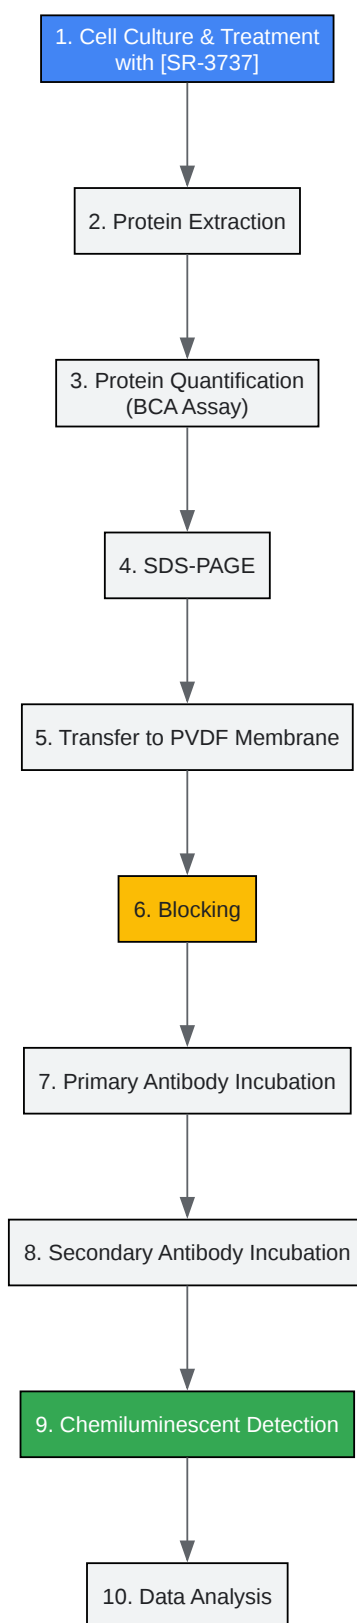 1. Cell Culture & Treatment
with [SR-3737]
2. Protein Extraction
3. Protein Quantification
(BCA Assay)
4. SDS-PAGE
5. Transfer to PVDF Membrane
6. Blocking
7. Primary Antibody Incubation
8. Secondary Antibody Incubation
9. Chemiluminescent Detection
10. Data Analysis